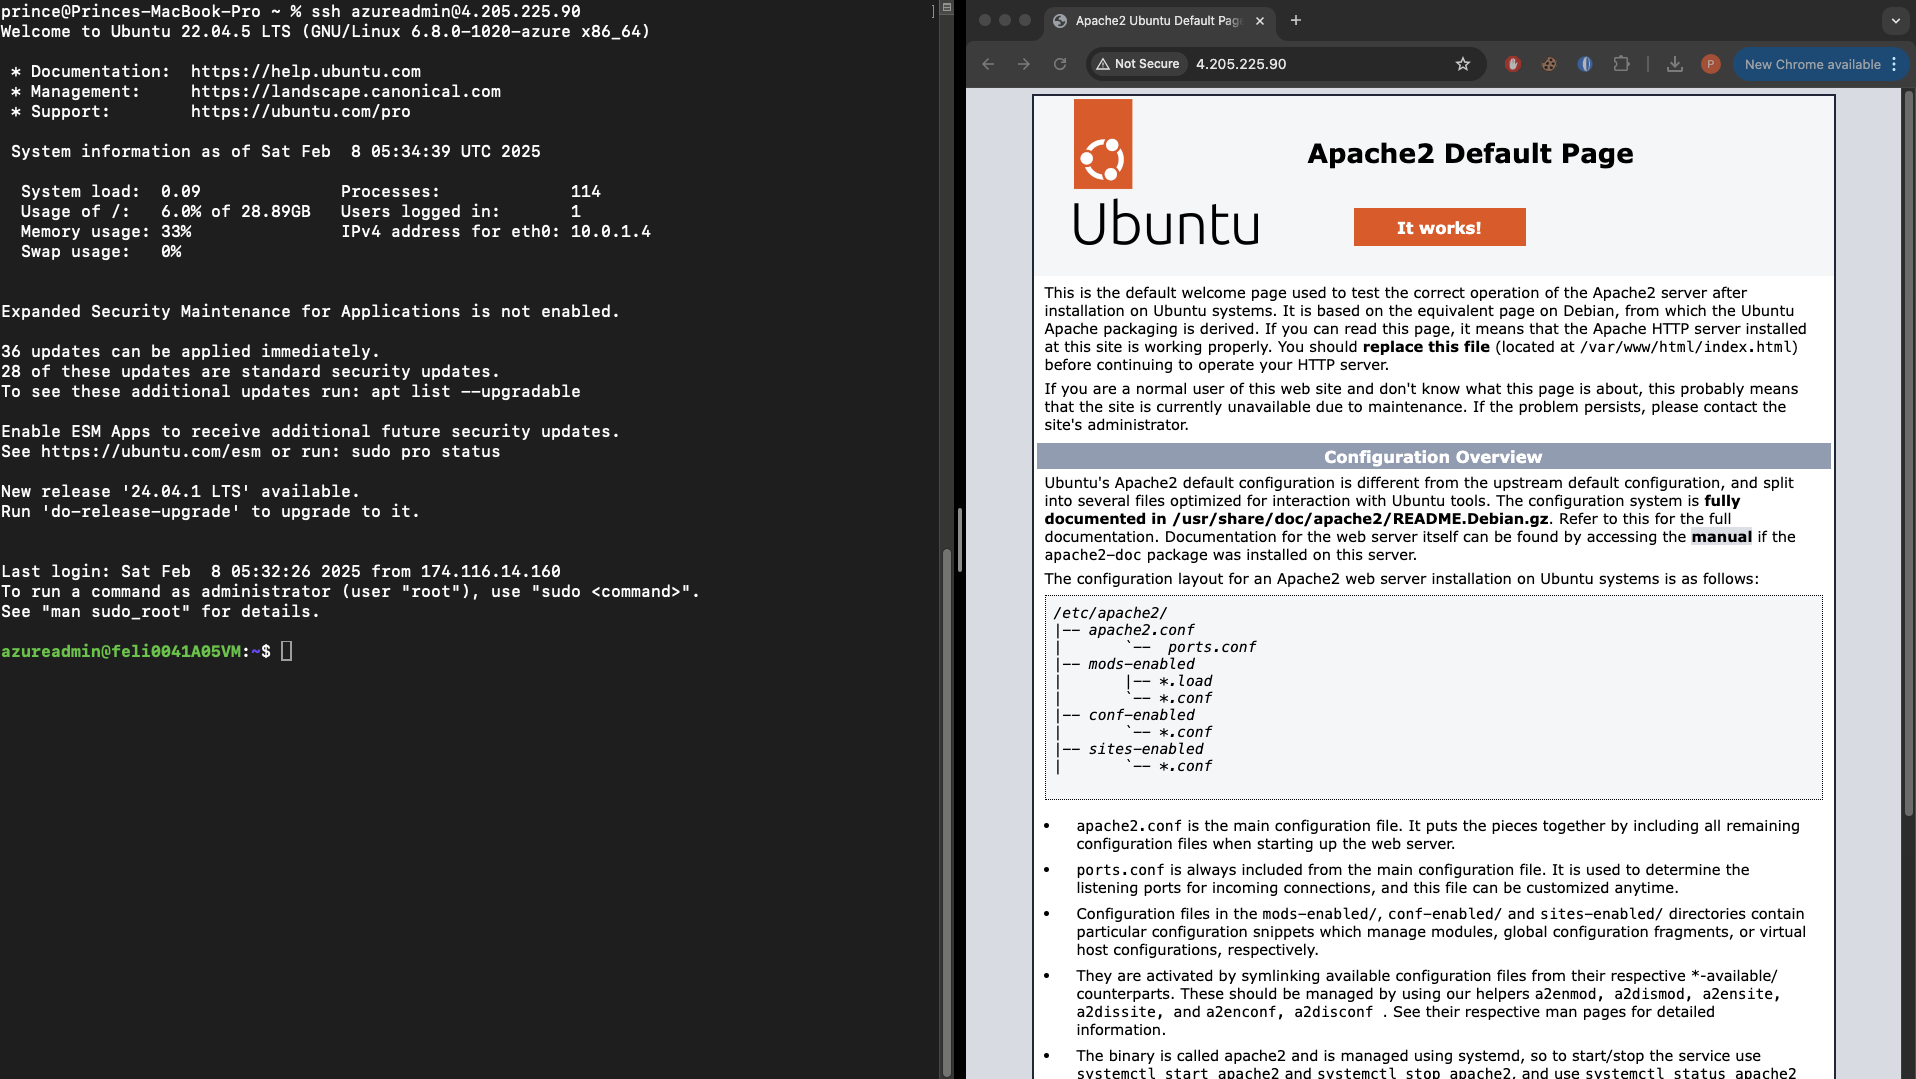 prince@Princes-MacBook-Pro ~ % ssh azureadmin@4.205.225.90
Welcome to Ubuntu 22.04.5 LTS (GNU/Linux 6.8.0-1020-azure x86_64)
* Documentation:  https://help.ubuntu.com
* Management:     https://landscape.canonical.com
* Support:        https://ubuntu.com/pro
System information as of Sat Feb  8 05:34:39 UTC 2025
System load:  0.09              Processes:             114
Usage of /:   6.0% of 28.89GB   Users logged in:       1
Memory usage: 33%               IPv4 address for eth0: 10.0.1.4
Swap usage:   0%
Expanded Security Maintenance for Applications is not enabled.
36 updates can be applied immediately.
28 of these updates are standard security updates.
To see these additional updates run: apt list --upgradable
Enable ESM Apps to receive additional future security updates.
See https://ubuntu.com/esm or run: sudo pro status
New release '24.04.1 LTS' available.
Run 'do-release-upgrade' to upgrade to it.
Last login: Sat Feb  8 05:32:26 2025 from 174.116.14.160
To run a command as administrator (user "root"), use "sudo <command>".
See "man sudo_root" for details.
azureadmin@feli0041A05VM:~$
Apache2 Ubuntu Default Pag
Not Secure
4.205.225.90
P
New Chrome available
Apache2 Default Page
Ubuntu
It works!
This is the default welcome page used to test the correct operation of the Apache2 server after
installation on Ubuntu systems. It is based on the equivalent page on Debian, from which the Ubuntu
Apache packaging is derived. If you can read this page, it means that the Apache HTTP server installed
at this site is working properly. You should replace this file (located at /var/www/html/index.html)
before continuing to operate your HTTP server.
If you are a normal user of this web site and don't know what this page is about, this probably means
that the site is currently unavailable due to maintenance. If the problem persists, please contact the
site's administrator.
Configuration Overview
Ubuntu's Apache2 default configuration is different from the upstream default configuration, and split
into several files optimized for interaction with Ubuntu tools. The configuration system is fully
documented in /usr/share/doc/apache2/README.Debian.gz. Refer to this for the full
documentation. Documentation for the web server itself can be found by accessing the manual if the
apache2-doc package was installed on this server.
The configuration layout for an Apache2 web server installation on Ubuntu systems is as follows:
/etc/apache2/
|-- apache2.conf
|       `--  ports.conf
|-- mods-enabled
|       |-- *.load
|       `-- *.conf
|-- conf-enabled
|       `-- *.conf
|-- sites-enabled
|       `-- *.conf
• apache2.conf is the main configuration file. It puts the pieces together by including all remaining
configuration files when starting up the web server.
• ports.conf is always included from the main configuration file. It is used to determine the
listening ports for incoming connections, and this file can be customized anytime.
• Configuration files in the mods-enabled/, conf-enabled/ and sites-enabled/ directories contain
particular configuration snippets which manage modules, global configuration fragments, or virtual
host configurations, respectively.
• They are activated by symlinking available configuration files from their respective *-available/
counterparts. These should be managed by using our helpers a2enmod, a2dismod, a2ensite,
a2dissite, and a2enconf, a2disconf . See their respective man pages for detailed
information.
• The binary is called apache2 and is managed using systemd, so to start/stop the service use
systemctl start apache2 and systemctl stop apache2, and use systemctl status apache2